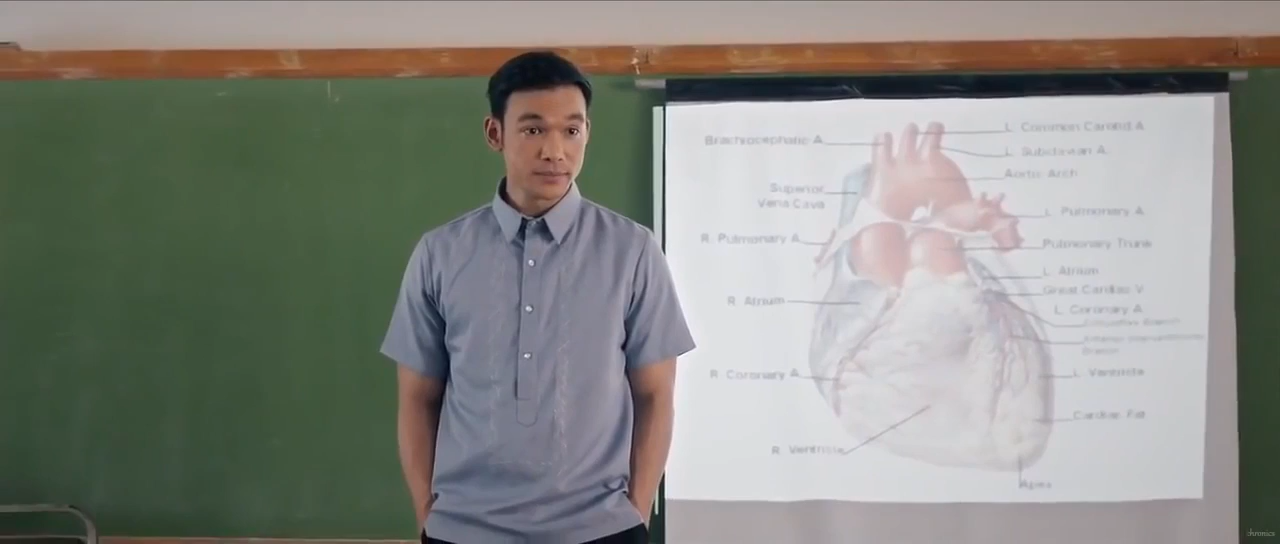 Brachiocephalic A.
L. Common Carotid A.
L. Subclavian A.
Aortic Arch
Superior
Vena Cava
L. Pulmonary A.
R. Pulmonary A.
Pulmonary Trunk
L. Atrium
Great Cardiac V.
R. Atrium
L. Coronary A.
Branch
L. Ventricle
R. Coronary A.
Cardiac Fat
R. Ventricle
Apex